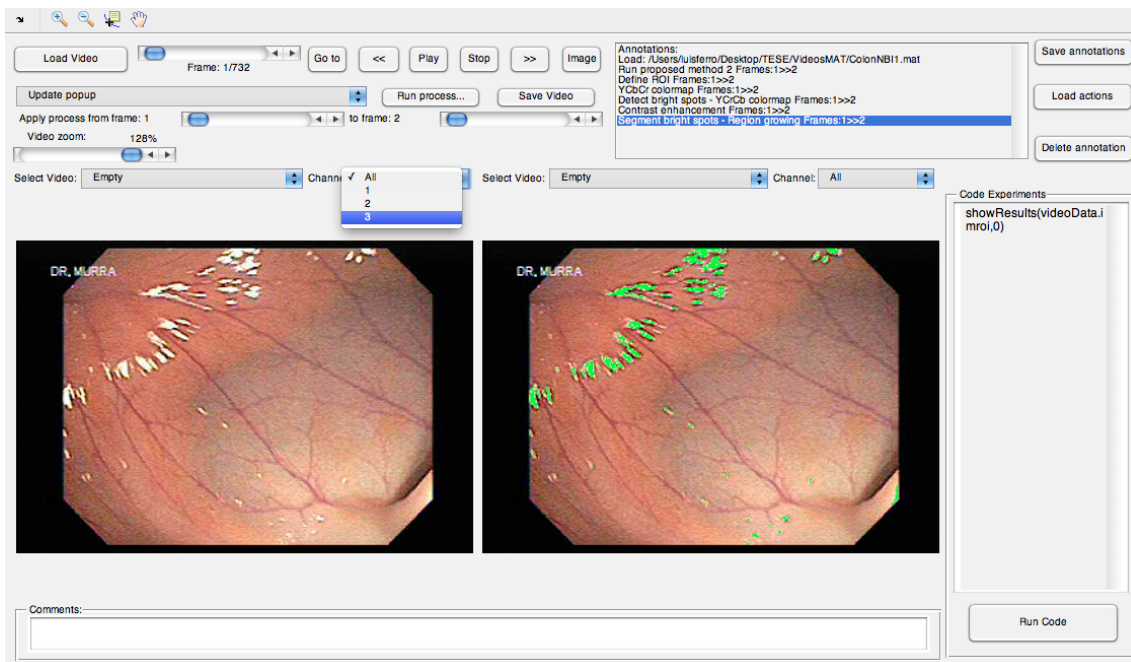 Load Video
Frame: 1/732
Go to
<<
Play
Stop
>>
Image
Annotations:
Load: /Users/luisferro/Desktop/TESE/VideosMAT/ColonNBI1.mat
Run proposed method 2 Frames:1>>2
Define ROI Frames:1>>2
YCbCr colormap Frames:1>>2
Detect bright spots - YCrCb colormap Frames:1>>2
Contrast enhancement Frames:1>>2
Segment bright spots - Region growing Frames:1>>2
Save annotations
Load actions
Delete annotation
Update popup
Run process...
Save Video
Apply process from frame: 1
to frame: 2
Video zoom:
128%
Select Video: Empty
Channe
✓ All
1
2
3
Select Video: Empty
Channel: All
Code Experiments
showResults(videoData.i
mroi,0)
DR. MURRA
DR. MURRA
Comments:
Run Code